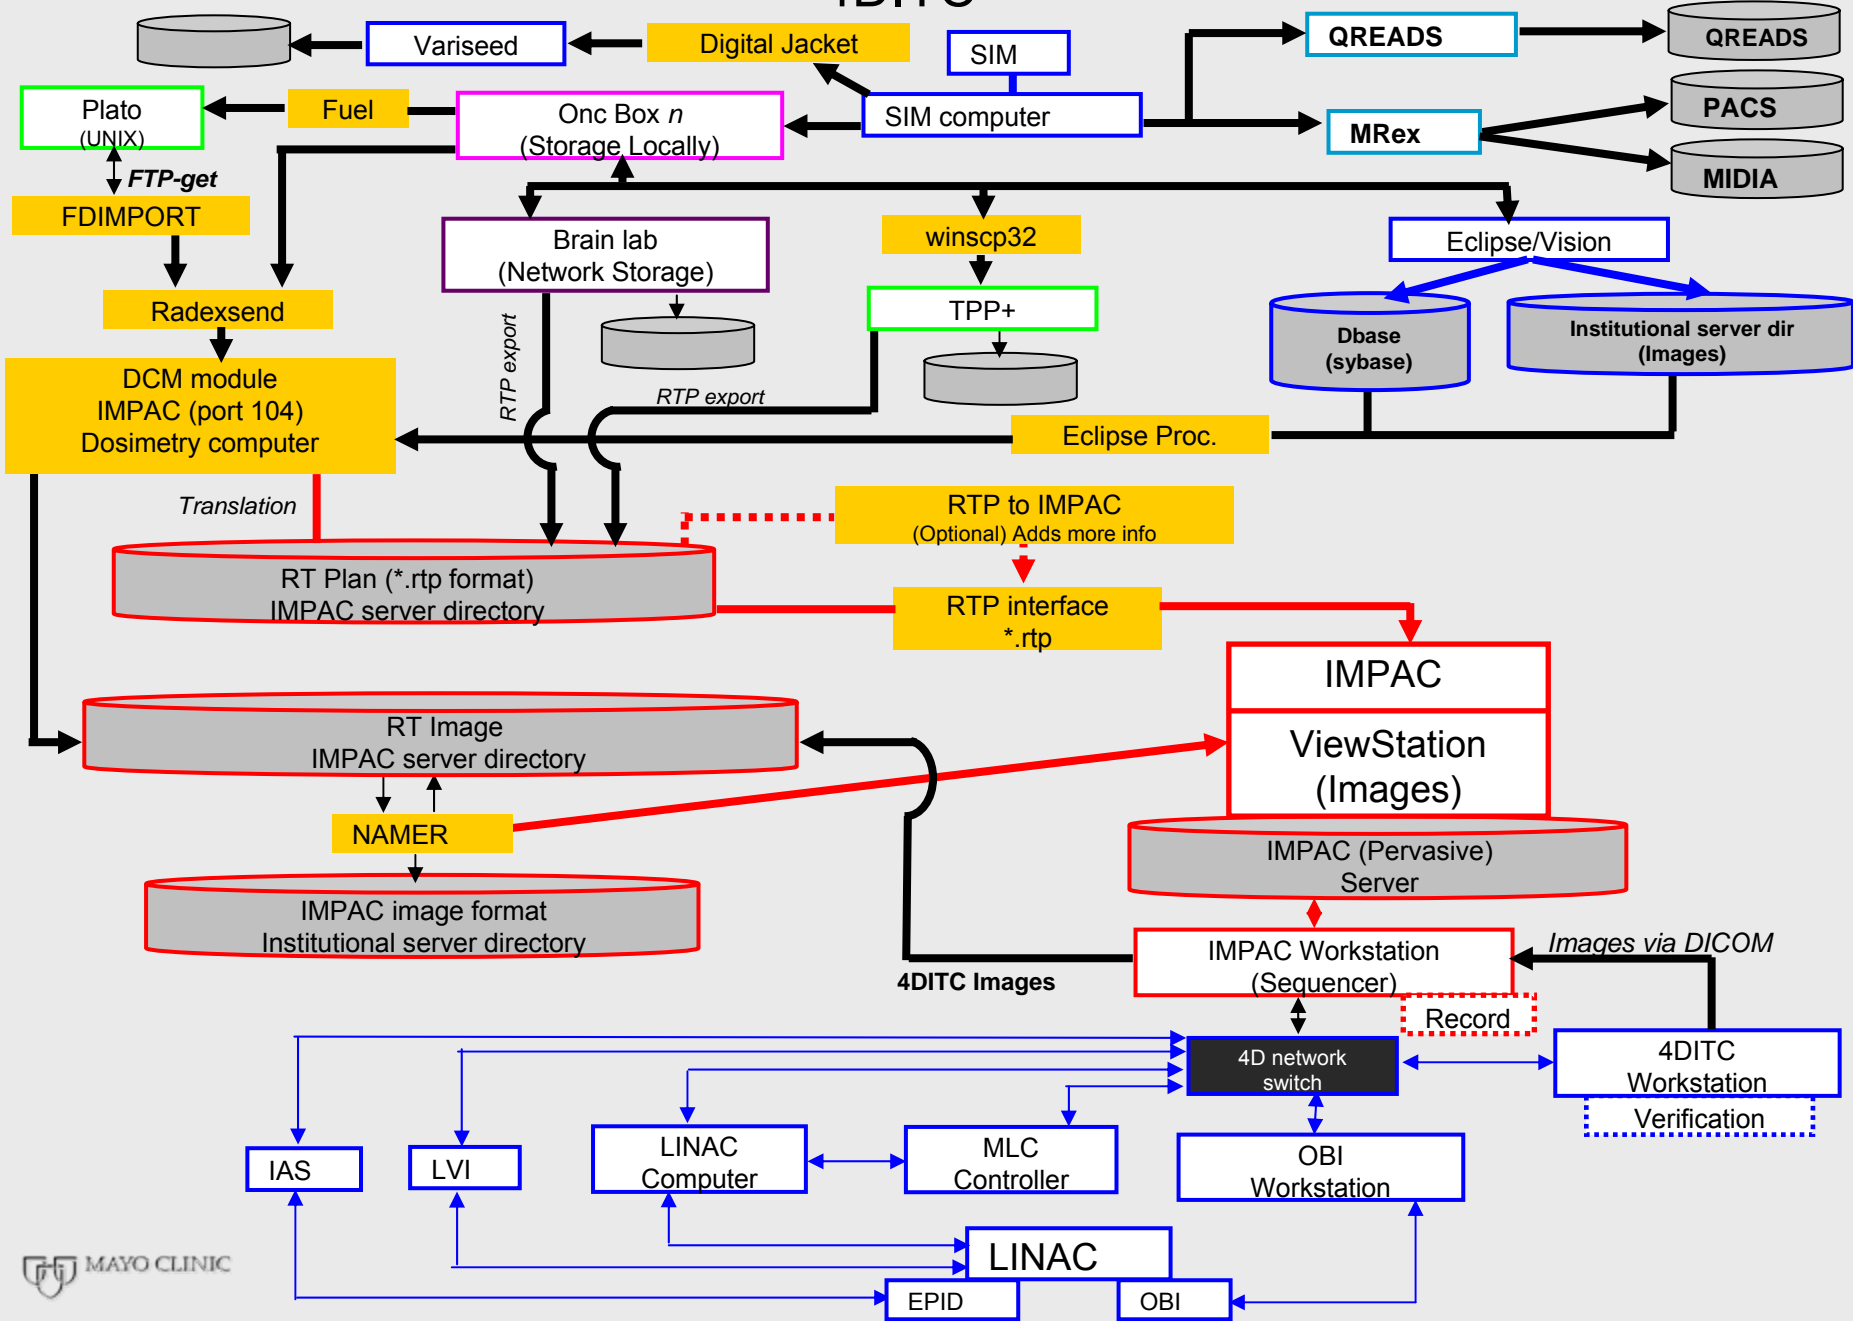 4DITC
Variseed
Digital Jacket
SIM
QREADS
QREADS
Plato
(UNIX)
Fuel
Onc Box n
(Storage Locally)
SIM computer
MRex
PACS
MIDIA
FTP-get
FDIMPORT
Brain lab
(Network Storage)
winscp32
Eclipse/Vision
Radexsend
RTP export
TPP+
Dbase
(sybase)
Institutional server dir
(Images)
DCM module
IMPAC (port 104)
Dosimetry computer
RTP export
Eclipse Proc.
Translation
RTP to IMPAC
(Optional) Adds more info
RT Plan (*.rtp format)
IMPAC server directory
RTP interface
*.rtp
IMPAC
ViewStation
(Images)
RT Image
IMPAC server directory
NAMER
IMPAC (Pervasive)
Server
IMPAC image format
Institutional server directory
IMPAC Workstation
(Sequencer)
Images via DICOM
4DITC Images
Record
4D network
switch
4DITC
Workstation
Verification
IAS
LVI
LINAC
Computer
MLC
Controller
OBI
Workstation
LINAC
EPID
OBI
MAYO CLINIC